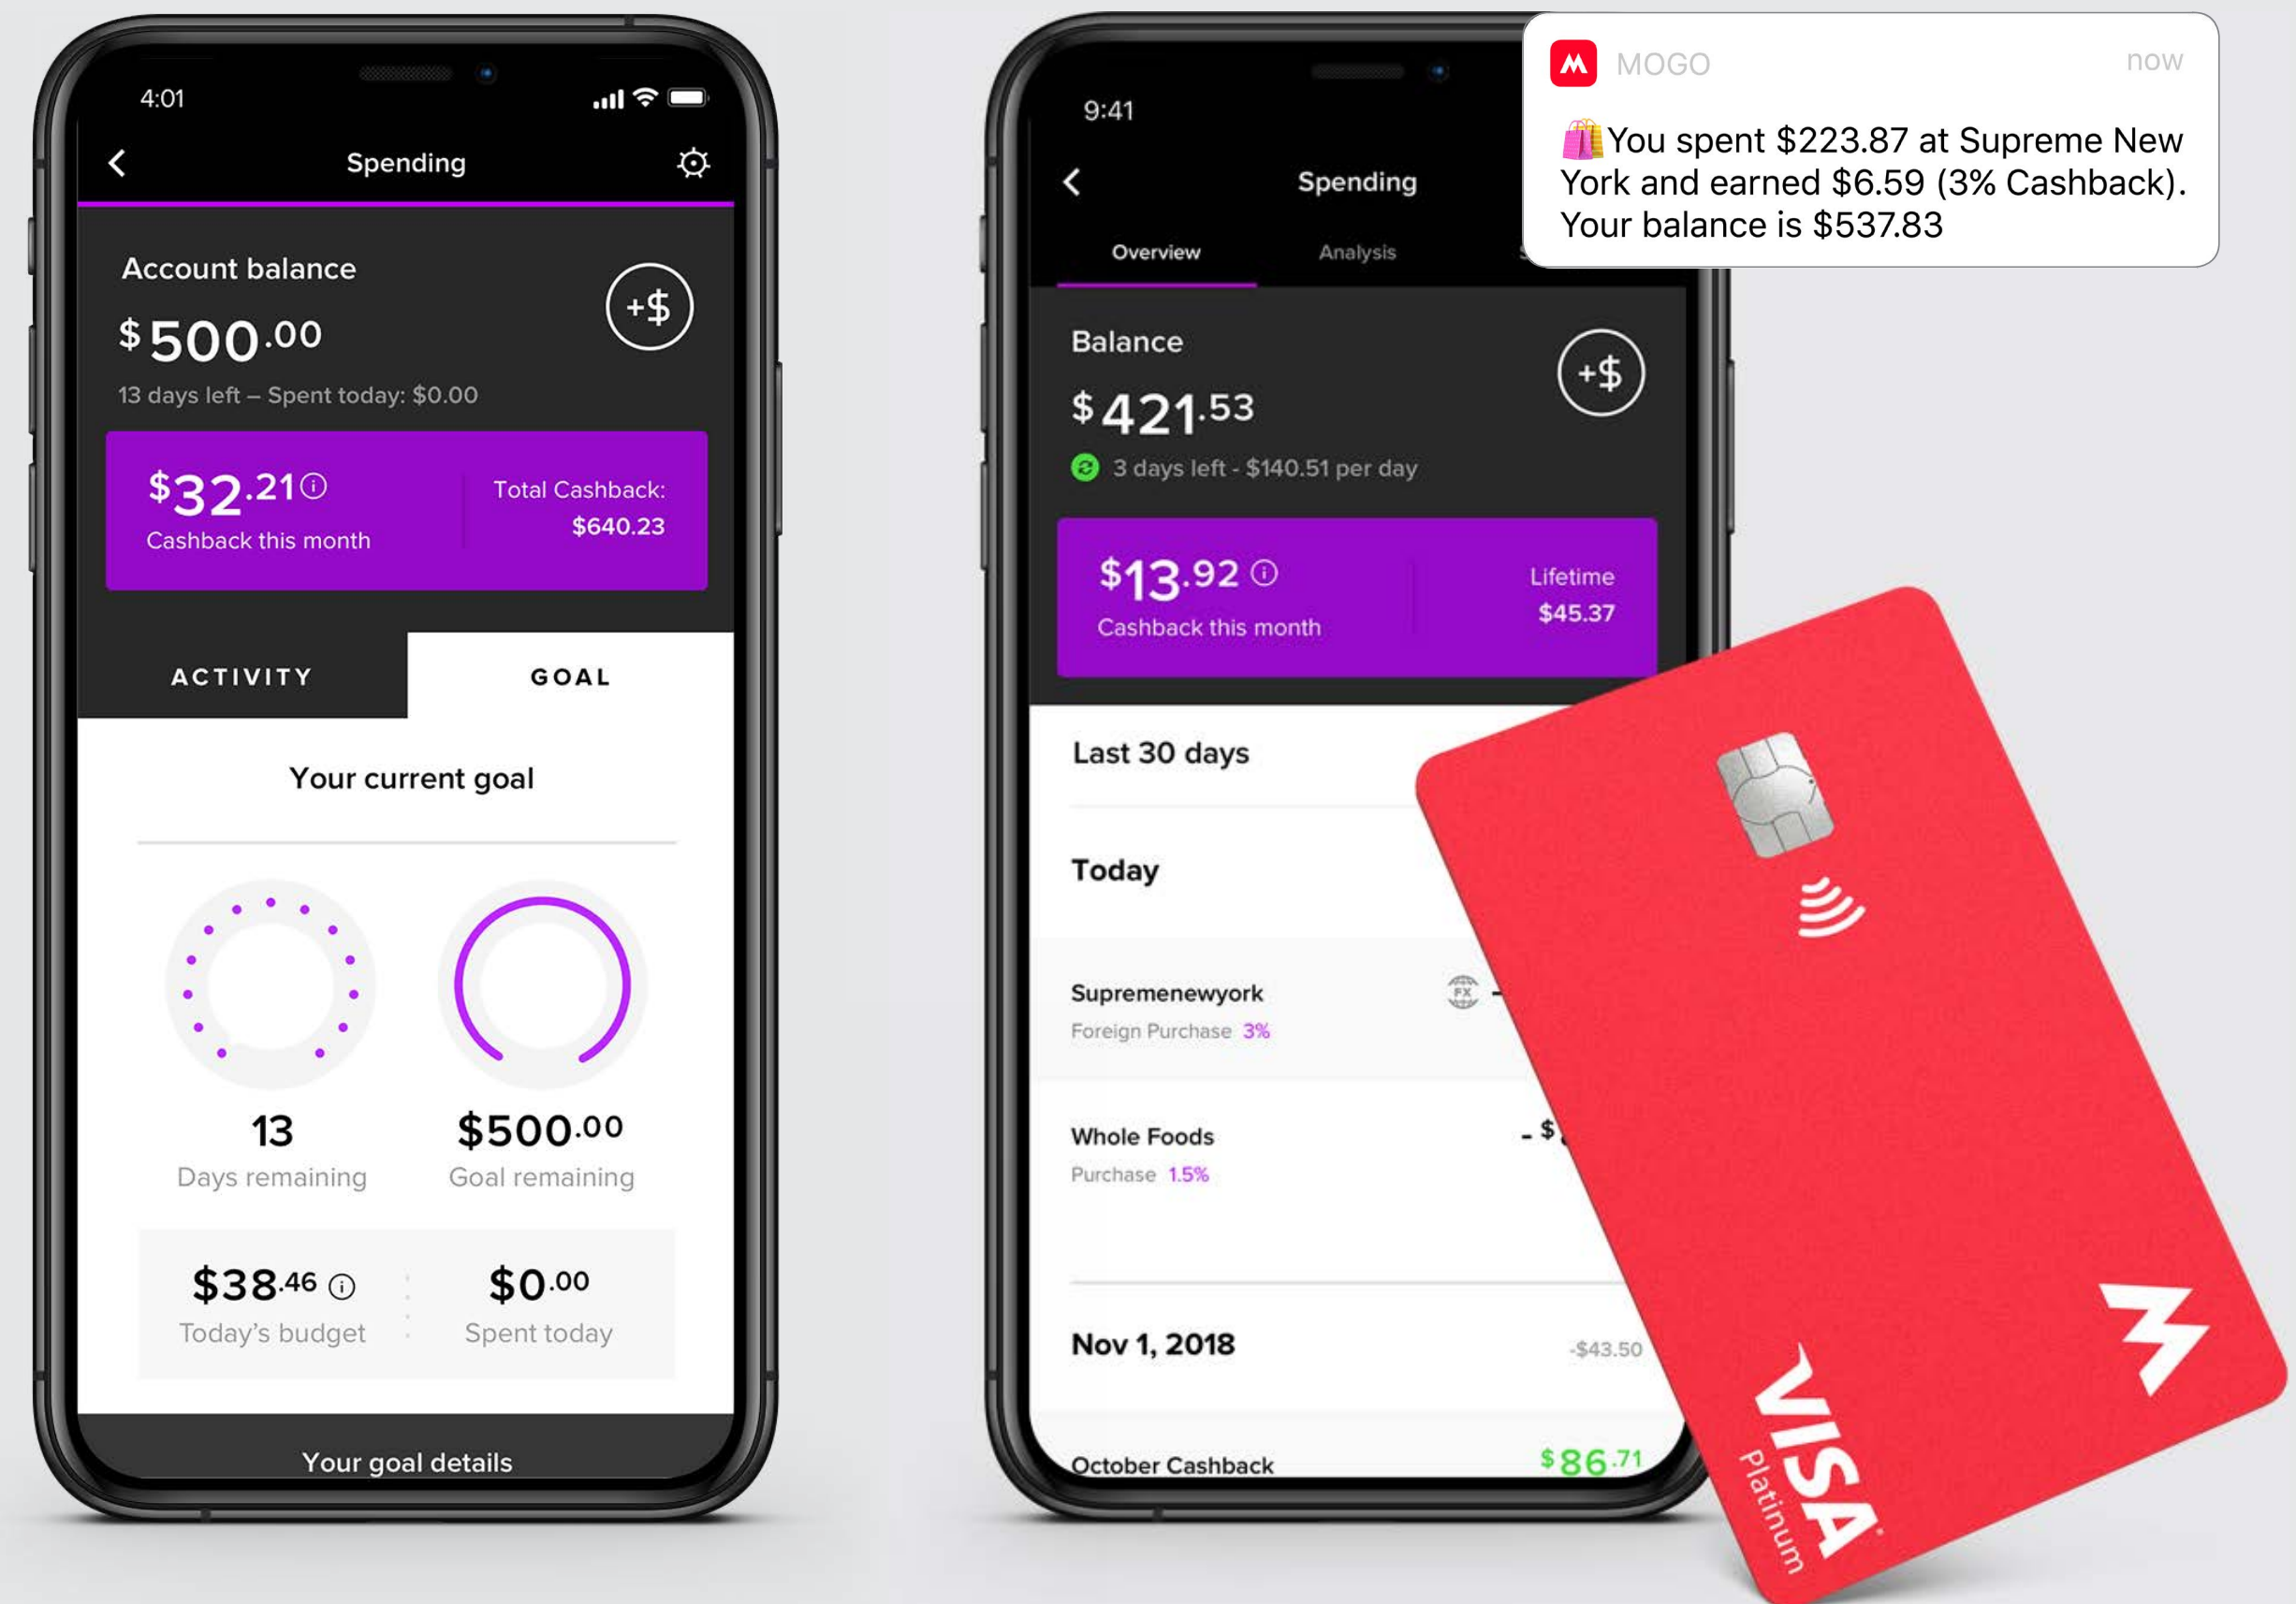 4:01
Spending
Account balance
$500.00
+$
13 days left – Spent today: $0.00
$32.21
Cashback this month
Total Cashback:
$640.23
ACTIVITY
GOAL
Your current goal
13
Days remaining
$500.00
Goal remaining
$38.46
Today's budget
$0.00
Spent today
Your goal details
9:41
Spending
Overview
Analysis
Balance
$421.53
+$
3 days left - $140.51 per day
$13.92
Cashback this month
Lifetime
$45.37
Last 30 days
Today
Supremenewyork
FX
-
Foreign Purchase 3%
Whole Foods
- $
Purchase 1.5%
Nov 1, 2018
-$43.50
October Cashback
$86.71
MOGO
now
You spent $223.87 at Supreme New
York and earned $6.59 (3% Cashback).
Your balance is $537.83
VISA
Platinum